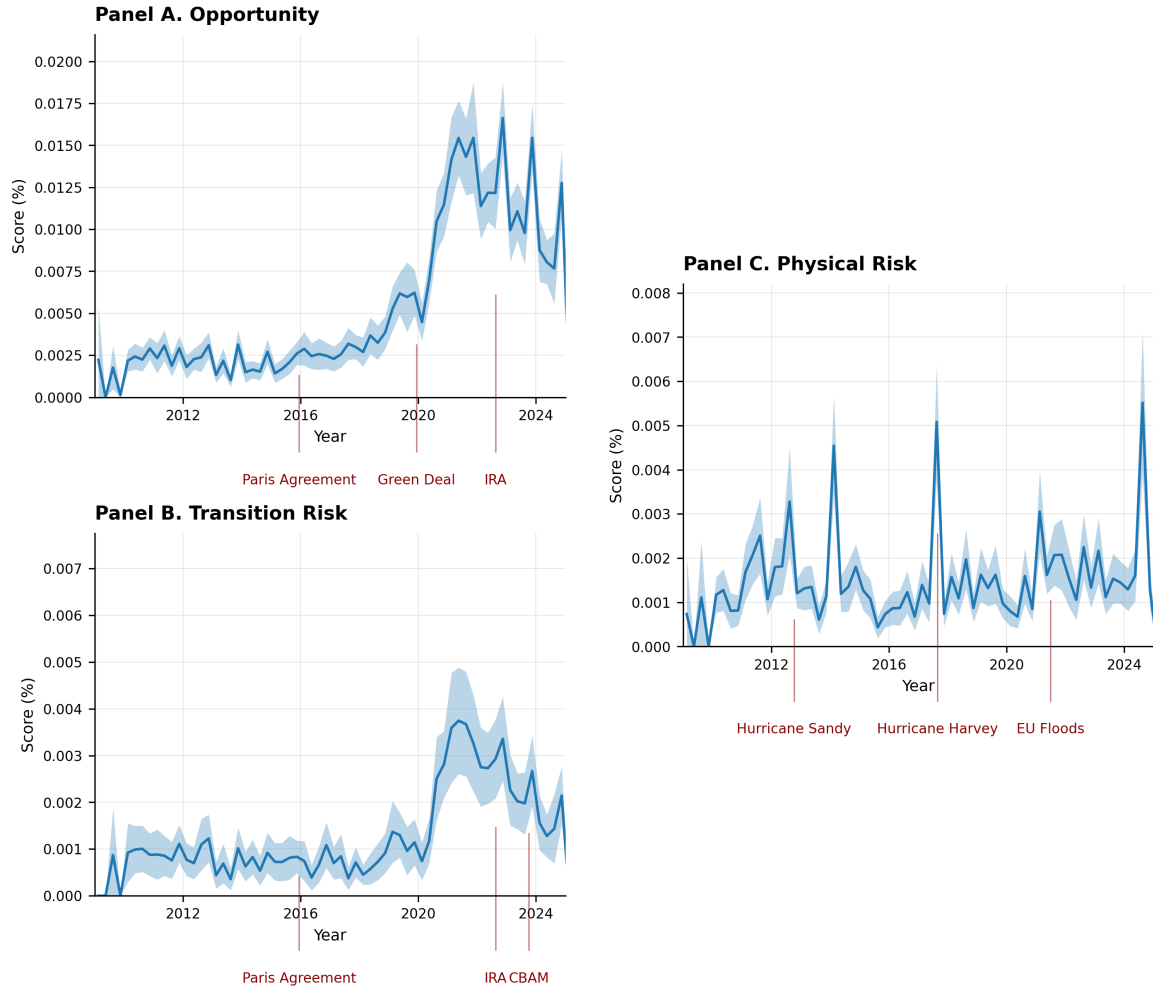 Panel A. Opportunity
Score (%)
0.0200
0.0175
0.0150
0.0125
0.0100
0.0075
0.0050
0.0025
0.0000
2012 2016 2020 2024
Year
Paris Agreement Green Deal IRA
Panel B. Transition Risk
Score (%)
0.007
0.006
0.005
0.004
0.003
0.002
0.001
0.000
2012 2016 2020 2024
Year
Paris Agreement IRA CBAM
Panel C. Physical Risk
Score (%)
0.008
0.007
0.006
0.005
0.004
0.003
0.002
0.001
0.000
2012 2016 2020 2024
Year
Hurricane Sandy Hurricane Harvey EU Floods